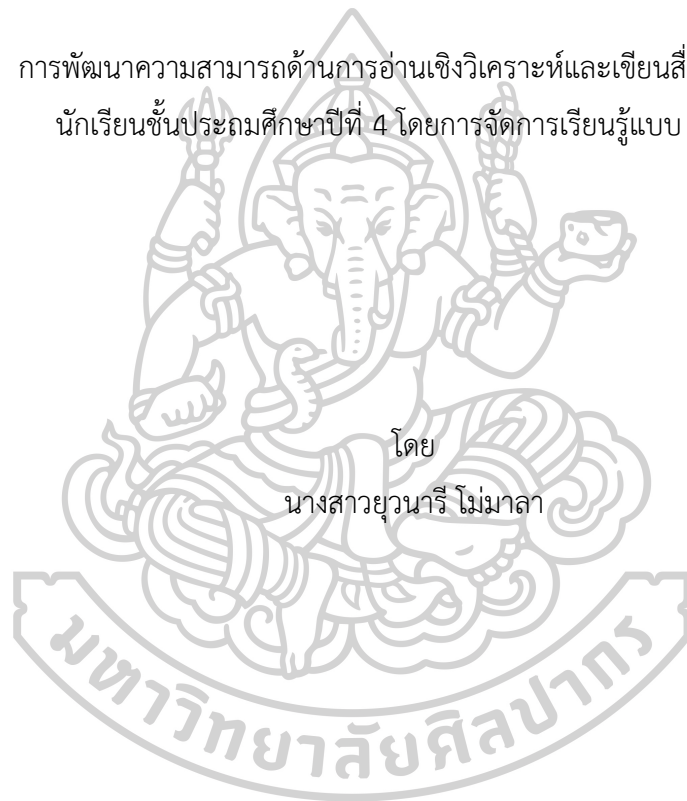 การพัฒนาความสามารถด้านการอ่านเชิงวิเคราะห์และเขียนสื่
นักเรียนชั้นประถมศึกษาปีที่ 4 โดยการจัดการเรียนรู้แบบ
โดย
นางสาวยุวนารี โม่มาลา
มหาวิทยาลัยศิลปากร